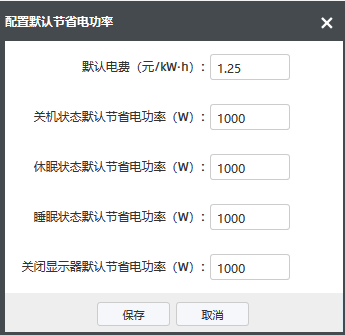 配置默认节省电功率
默认电费（元/kW·h）: 1.25
关机状态默认节省电功率（W）: 1000
休眠状态默认节省电功率（W）: 1000
睡眠状态默认节省电功率（W）: 1000
关闭显示器默认节省电功率（W）: 1000
保存 取消